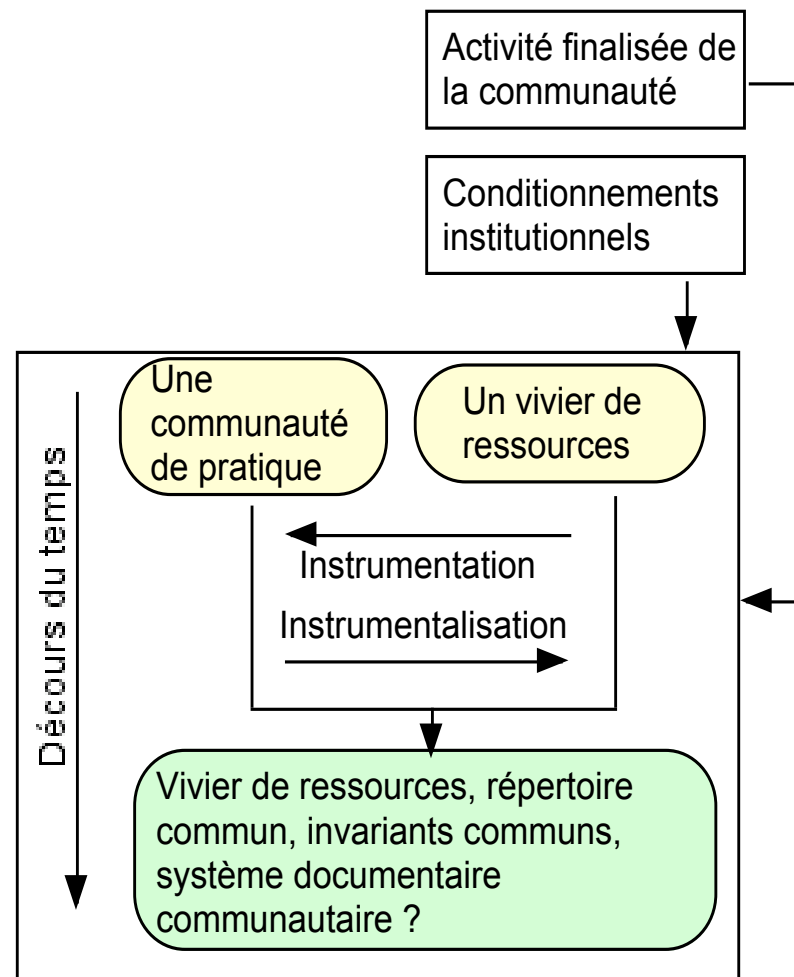 Activité finalisée de
la communauté
Conditionnements
institutionnels
Décours du temps
Une
communauté
de pratique
Un vivier de
ressources
Instrumentation
Instrumentalisation
Vivier de ressources, répertoire
commun, invariants communs,
système documentaire
communautaire ?